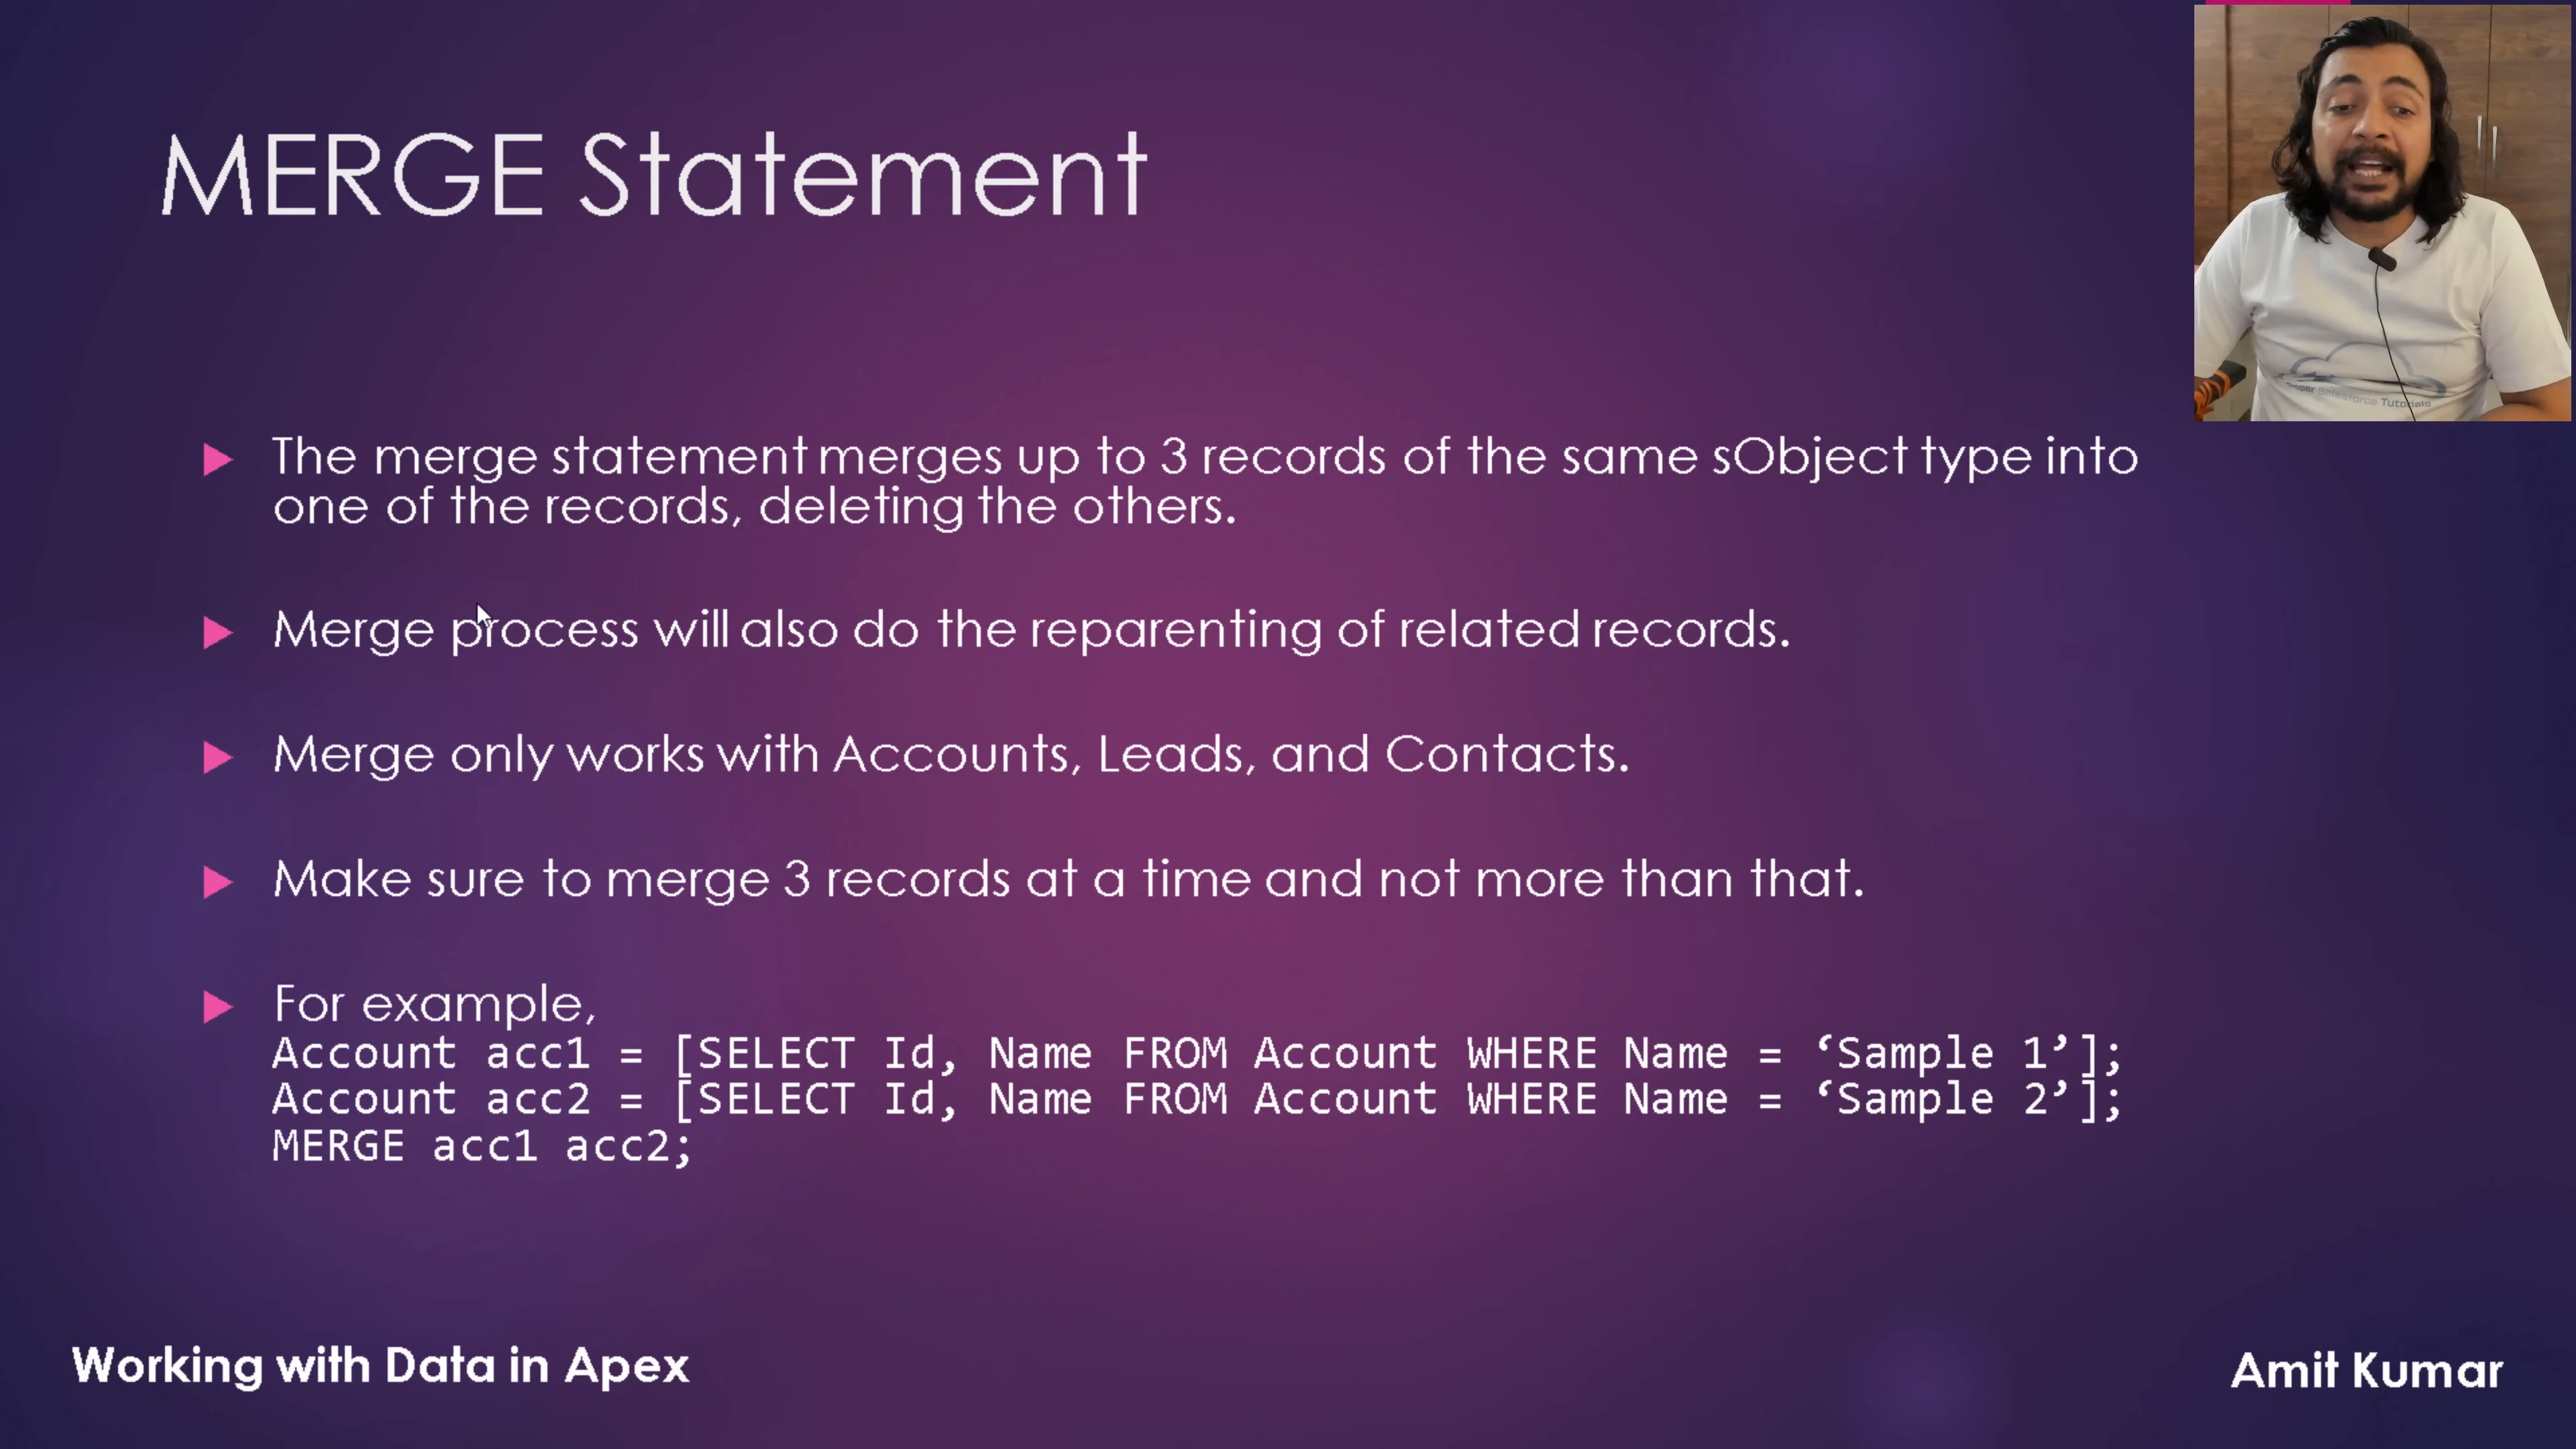 MERGE Statement
The merge statement merges up to 3 records of the same sObject type into
one of the records, deleting the others.
Merge process will also do the reparenting of related records.
Merge only works with Accounts, Leads, and Contacts.
Make sure to merge 3 records at a time and not more than that.
For example,
Account acc1 = [SELECT Id, Name FROM Account WHERE Name = ‘Sample 1’];
Account acc2 = [SELECT Id, Name FROM Account WHERE Name = ‘Sample 2’];
MERGE acc1 acc2;
Salesforce Tutorials
Working with Data in Apex
Amit Kumar